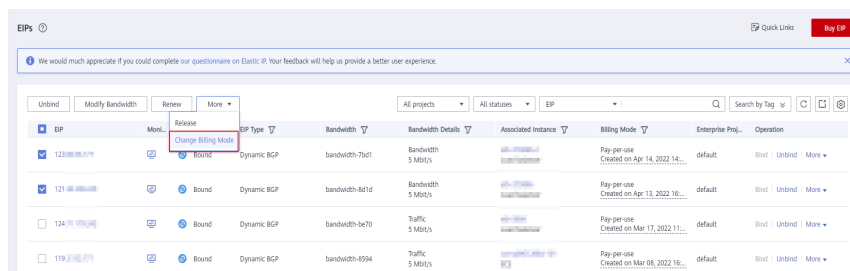 EIPs
Quick Links
Buy EIP
We would much appreciate if you could complete our questionnaire on Elastic IP. Your feedback will help us provide a better user experience.
Unbind
Modify Bandwidth
Renew
More
All projects
All statuses
EIP
Search by Tag
Release
Change Billing Mode
EIP
Moni...
EIP Type
Bandwidth
Bandwidth Details
Associated Instance
Billing Mode
Enterprise Proj...
Operation
123
Bound
Dynamic BGP
bandwidth-7bd1
Bandwidth
5 Mbit/s
Pay-per-use
Created on Apr 14, 2022 14:...
default
Bind
Unbind
More
121
Bound
Dynamic BGP
bandwidth-8d1d
Bandwidth
5 Mbit/s
Pay-per-use
Created on Apr 13, 2022 16:...
default
Bind
Unbind
More
124
Bound
Dynamic BGP
bandwidth-be70
Traffic
5 Mbit/s
Pay-per-use
Created on Mar 17, 2022 11:...
default
Bind
Unbind
More
119
Bound
Dynamic BGP
bandwidth-8594
Traffic
5 Mbit/s
Pay-per-use
Created on Mar 08, 2022 16:...
default
Bind
Unbind
More